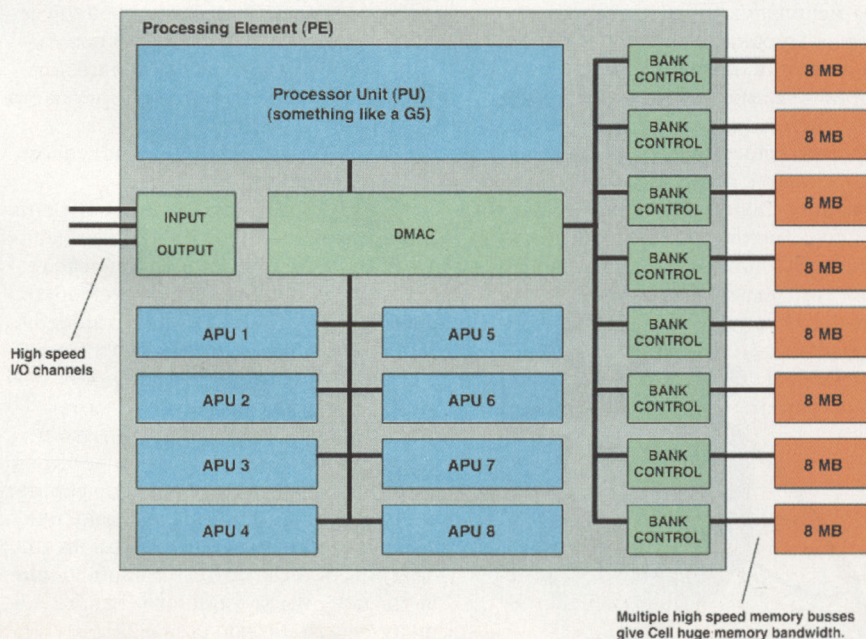 Processing Element (PE)
Processor Unit (PU)
(something like a G5)
INPUT
OUTPUT
DMAC
High speed
I/O channels
APU 1
APU 5
APU 2
APU 6
APU 3
APU 7
APU 4
APU 8
BANK
CONTROL
8 MB
BANK
CONTROL
8 MB
BANK
CONTROL
8 MB
BANK
CONTROL
8 MB
BANK
CONTROL
8 MB
BANK
CONTROL
8 MB
BANK
CONTROL
8 MB
BANK
CONTROL
8 MB
Multiple high speed memory busses
give Cell huge memory bandwidth.